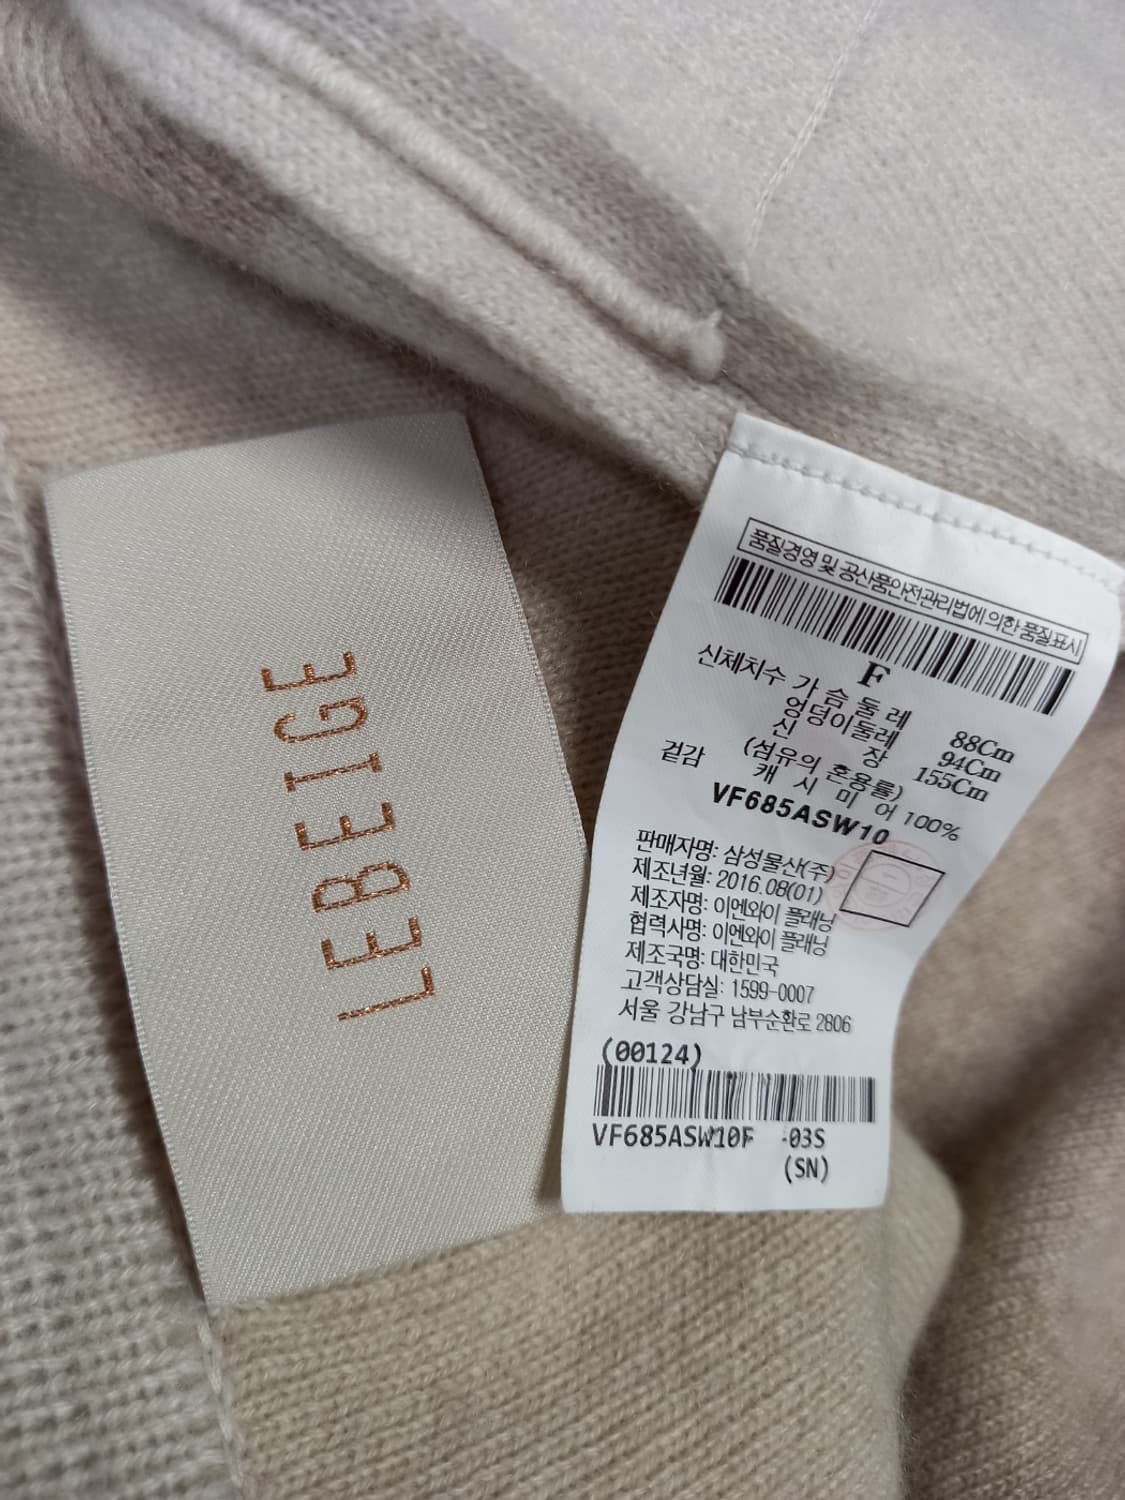 LEBEIGE
품질경영 및 공산품안전관리법에 의한 품질표시
F
신체치수 가슴둘레 88Cm
엉덩이둘레 94Cm
신 장 155Cm
(섬유의 혼용률)
겉감 캐 시 미 어 100%
VF685ASW10
판매자명: 삼성물산(주)
제조년월: 2016.08(01)
제조자명: 이엔와이 플래닝
협력사명: 이엔와이 플래닝
제조국명: 대한민국
고객상담실: 1599-0007
서울 강남구 남부순환로 2806
(00124)
VF685ASW10F -03S
(SN)